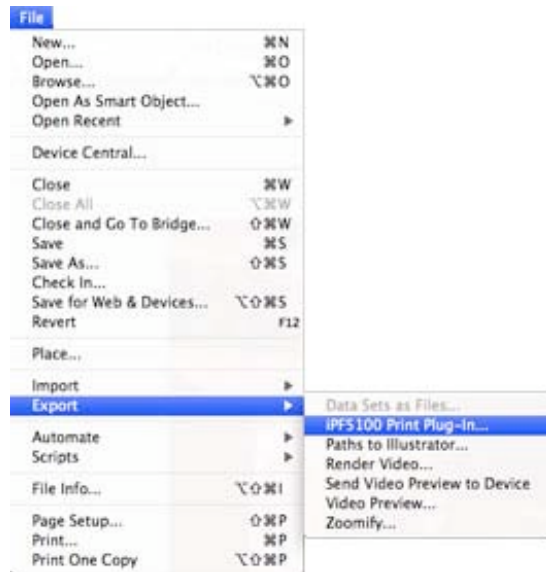 File
New... ⌘N
Open... ⌘O
Browse... ⌥⌘O
Open As Smart Object...
Open Recent ▶
Device Central...
Close ⌘W
Close All ⌥⌘W
Close and Go To Bridge... ⇧⌘W
Save ⌘S
Save As... ⇧⌘S
Check In...
Save for Web & Devices... ⌥⇧⌘S
Revert F12
Place...
Import ▶
Export ▶
Automate ▶
Scripts ▶
File Info... ⌥⇧⌘I
Page Setup... ⇧⌘P
Print... ⌘P
Print One Copy ⌥⇧⌘P
Data Sets as Files...
iPF5100 Print Plug-In...
Paths to Illustrator...
Render Video...
Send Video Preview to Device
Video Preview...
Zoomify...